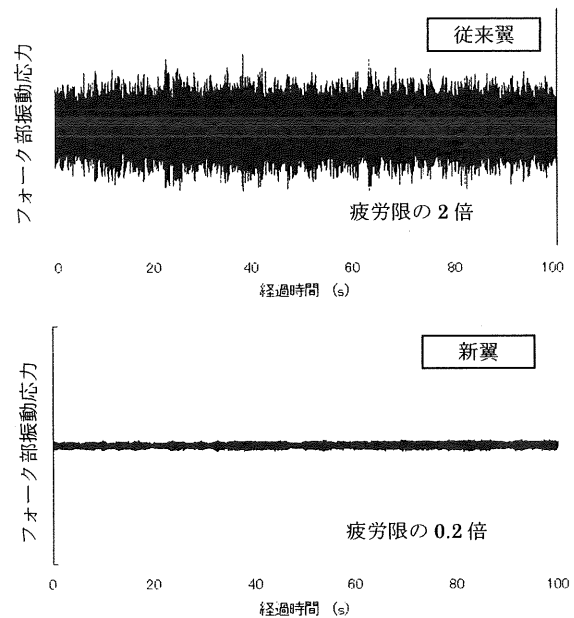 従来翼
フォーク部振動応力
疲労限の 2 倍
0 20 40 60 80 100
経過時間 (s)
新翼
フォーク部振動応力
疲労限の 0.2 倍
0 20 40 60 80 100
経過時間 (s)